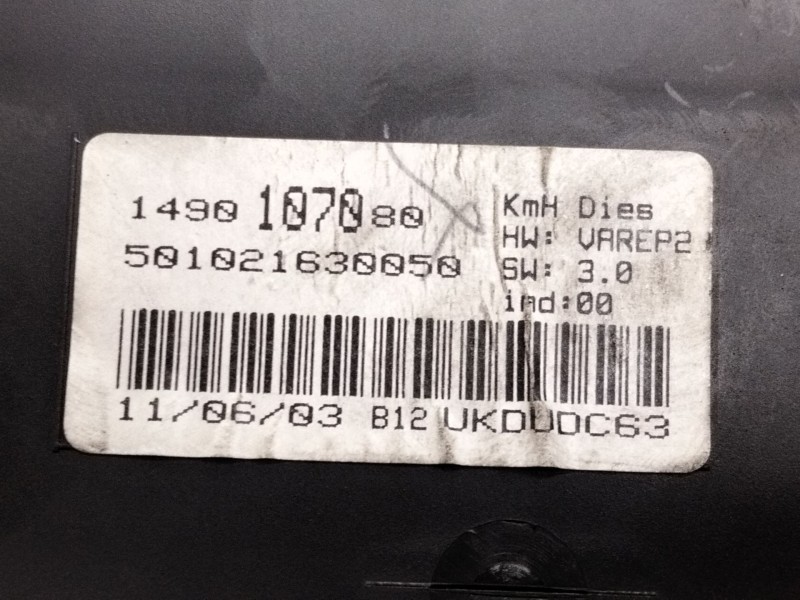 1490 1070 80
501021630050
KmH Dies
HW: VAREP2
SW: 3.0
ind:00
11/06/03 B12 UKDUDC63